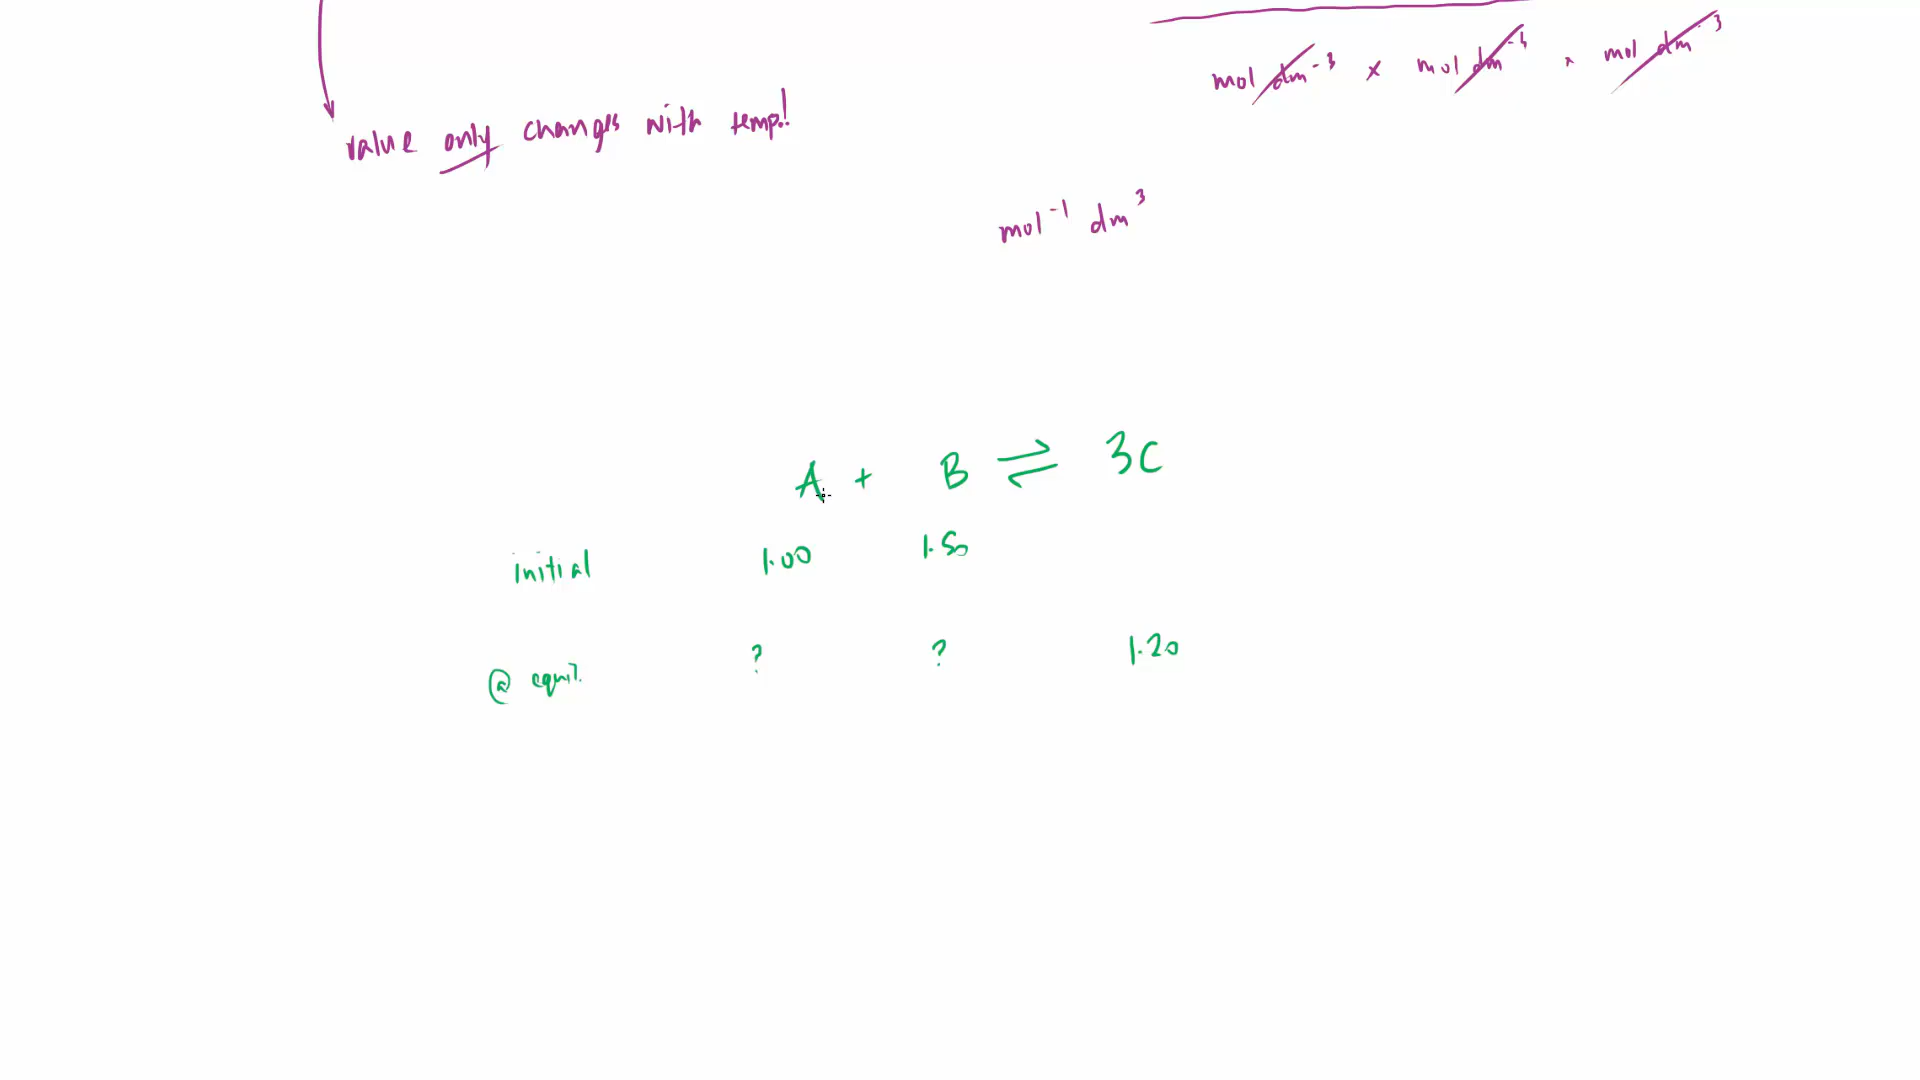 mol dm⁻³ × mol dm⁻³ × mol dm⁻³
value only changes with temp!
mol⁻¹ dm³
A + B ⇌ 3C
initial 1.00 1.50
@ equil. ? ? 1.20